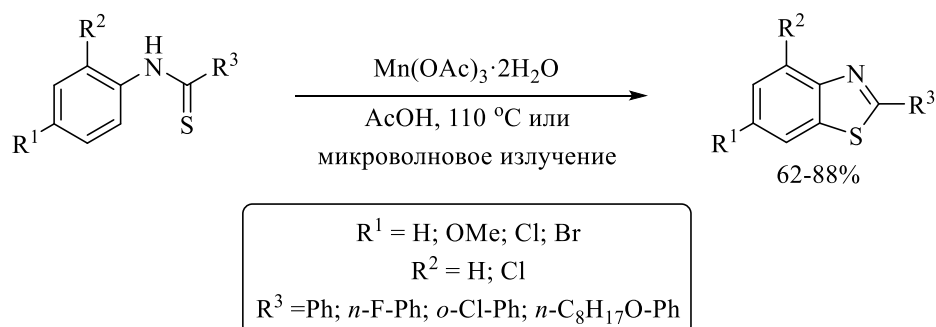 R²
H
N
R³
S
R¹
Mn(OAc)₃·2H₂O
AcOH, 110 °C или
микроволновое излучение
R²
N
R³
S
R¹
62-88%
R¹ = H; OMe; Cl; Br
R² = H; Cl
R³ =Ph; n-F-Ph; o-Cl-Ph; n-C₈H₁₇O-Ph